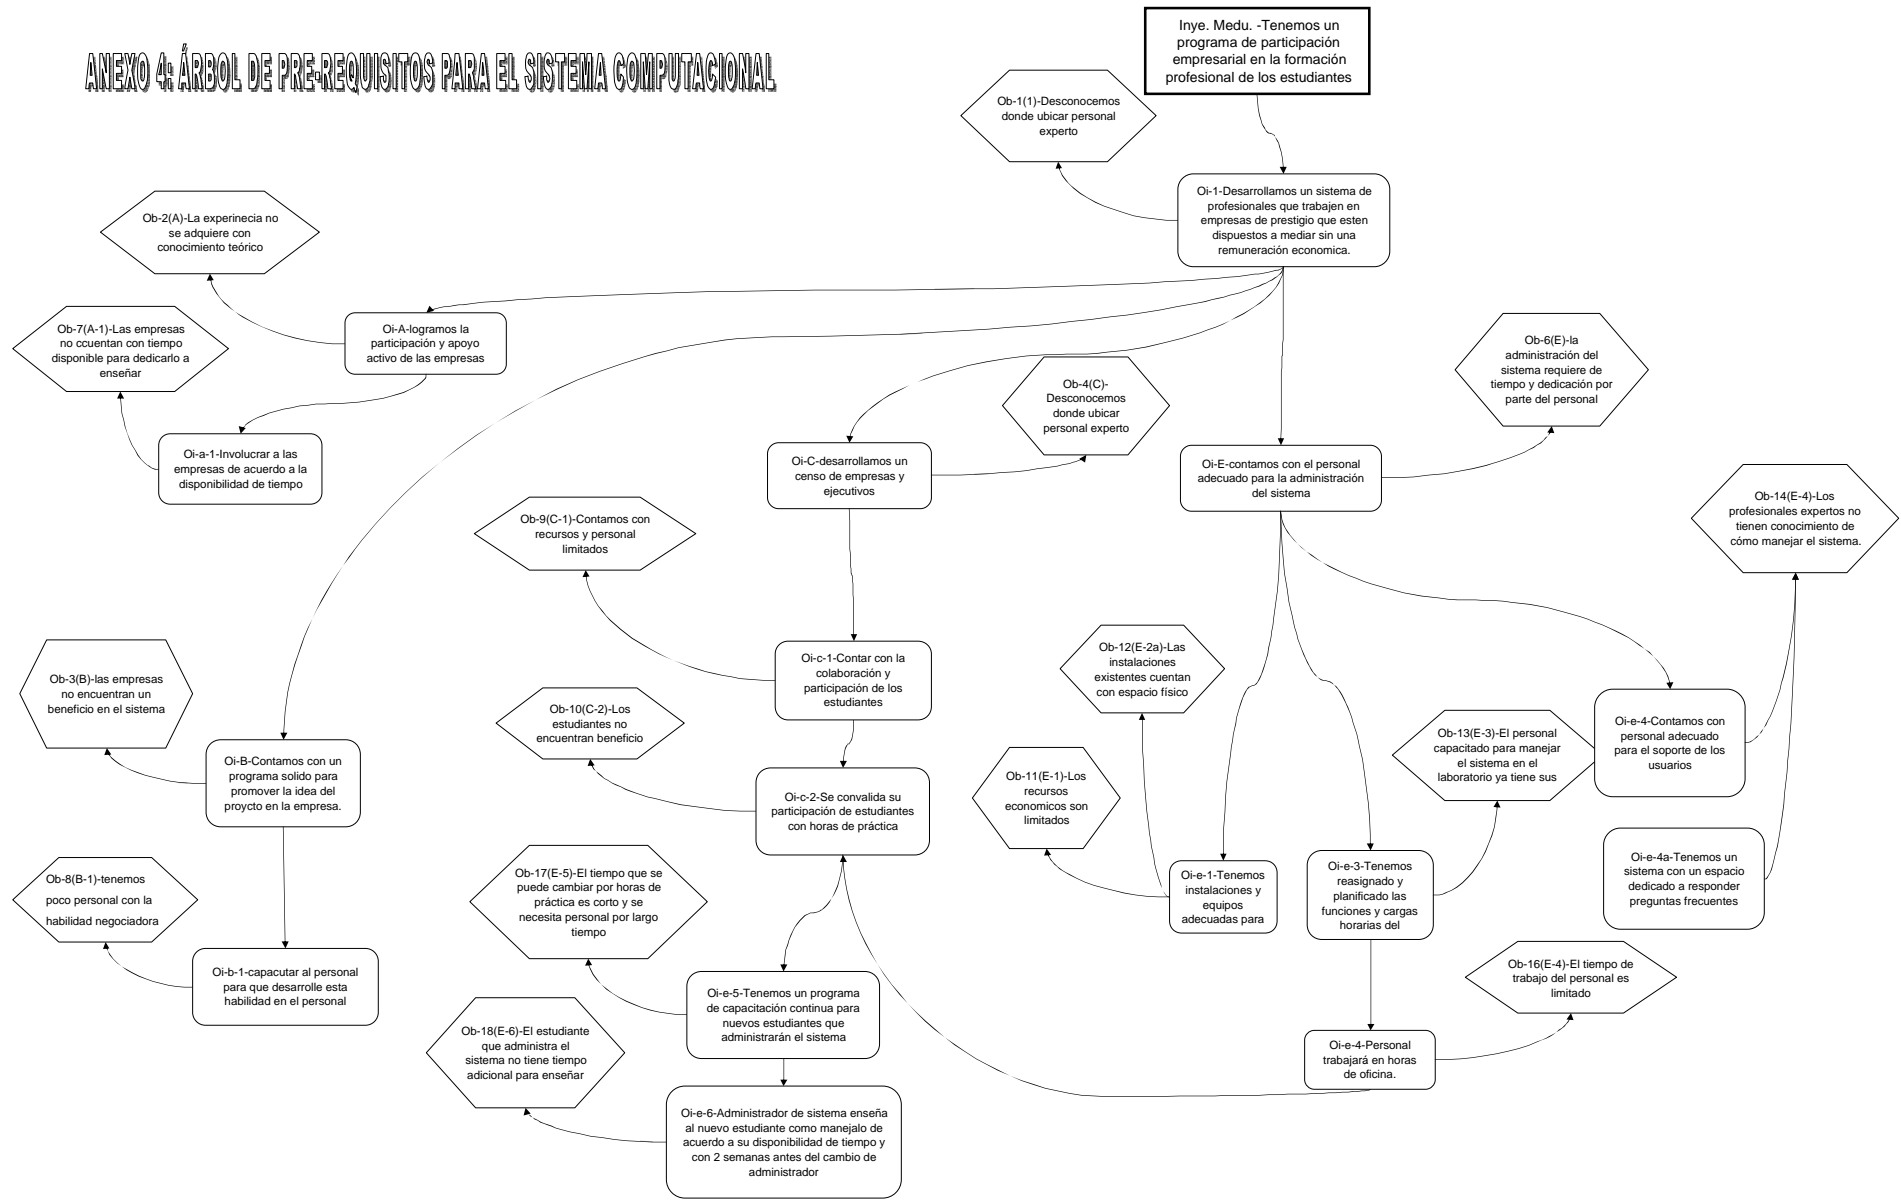 ANEXO 4: ÁRBOL DE PRE-REQUISITOS PARA EL SISTEMA COMPUTACIONAL
Inye. Medu. -Tenemos un
programa de participación
empresarial en la formación
profesional de los estudiantes
Ob-1(1)-Desconocemos
donde ubicar personal
experto
Oi-1-Desarrollamos un sistema de
profesionales que trabajen en
empresas de prestigio que esten
dispuestos a mediar sin una
remuneración economica.
Ob-2(A)-La experinecia no
se adquiere con
conocimiento teórico
Ob-7(A-1)-Las empresas
no ccuentan con tiempo
disponible para dedicarlo a
enseñar
Oi-A-logramos la
participación y apoyo
activo de las empresas
Oi-a-1-Involucrar a las
empresas de acuerdo a la
disponibilidad de tiempo
Ob-4(C)-
Desconocemos
donde ubicar
personal experto
Ob-6(E)-la
administración del
sistema requiere de
tiempo y dedicación por
parte del personal
Oi-C-desarrollamos un
censo de empresas y
ejecutivos
Oi-E-contamos con el personal
adecuado para la administración
del sistema
Ob-14(E-4)-Los
profesionales expertos no
tienen conocimiento de
cómo manejar el sistema.
Ob-9(C-1)-Contamos con
recursos y personal
limitados
Oi-c-1-Contar con la
colaboración y
participación de los
estudiantes
Ob-12(E-2a)-Las
instalaciones
existentes cuentan
con espacio físico
Ob-3(B)-las empresas
no encuentran un
beneficio en el sistema
Ob-10(C-2)-Los
estudiantes no
encuentran beneficio
Oi-e-4-Contamos con
personal adecuado
para el soporte de los
usuarios
Ob-13(E-3)-El personal
capacitado para manejar
el sistema en el
laboratorio ya tiene sus
Oi-B-Contamos con un
programa solido para
promover la idea del
proycto en la empresa.
Oi-c-2-Se convalida su
participación de estudiantes
con horas de práctica
Ob-11(E-1)-Los
recursos
economicos son
limitados
Oi-e-1-Tenemos
instalaciones y
equipos
adecuadas para
Oi-e-3-Tenemos
reasignado y
planificado las
funciones y cargas
horarias del
Oi-e-4a-Tenemos un
sistema con un espacio
dedicado a responder
preguntas frecuentes
Ob-8(B-1)-tenemos
poco personal con la
habilidad negociadora
Ob-17(E-5)-El tiempo que se
puede cambiar por horas de
práctica es corto y se
necesita personal por largo
tiempo
Oi-b-1-capacutar al personal
para que desarrolle esta
habilidad en el personal
Oi-e-5-Tenemos un programa
de capacitación continua para
nuevos estudiantes que
administrarán el sistema
Ob-16(E-4)-El tiempo de
trabajo del personal es
limitado
Ob-18(E-6)-El estudiante
que administra el
sistema no tiene tiempo
adicional para enseñar
Oi-e-4-Personal
trabajará en horas
de oficina.
Oi-e-6-Administrador de sistema enseña
al nuevo estudiante como manejalo de
acuerdo a su disponibilidad de tiempo y
con 2 semanas antes del cambio de
administrador